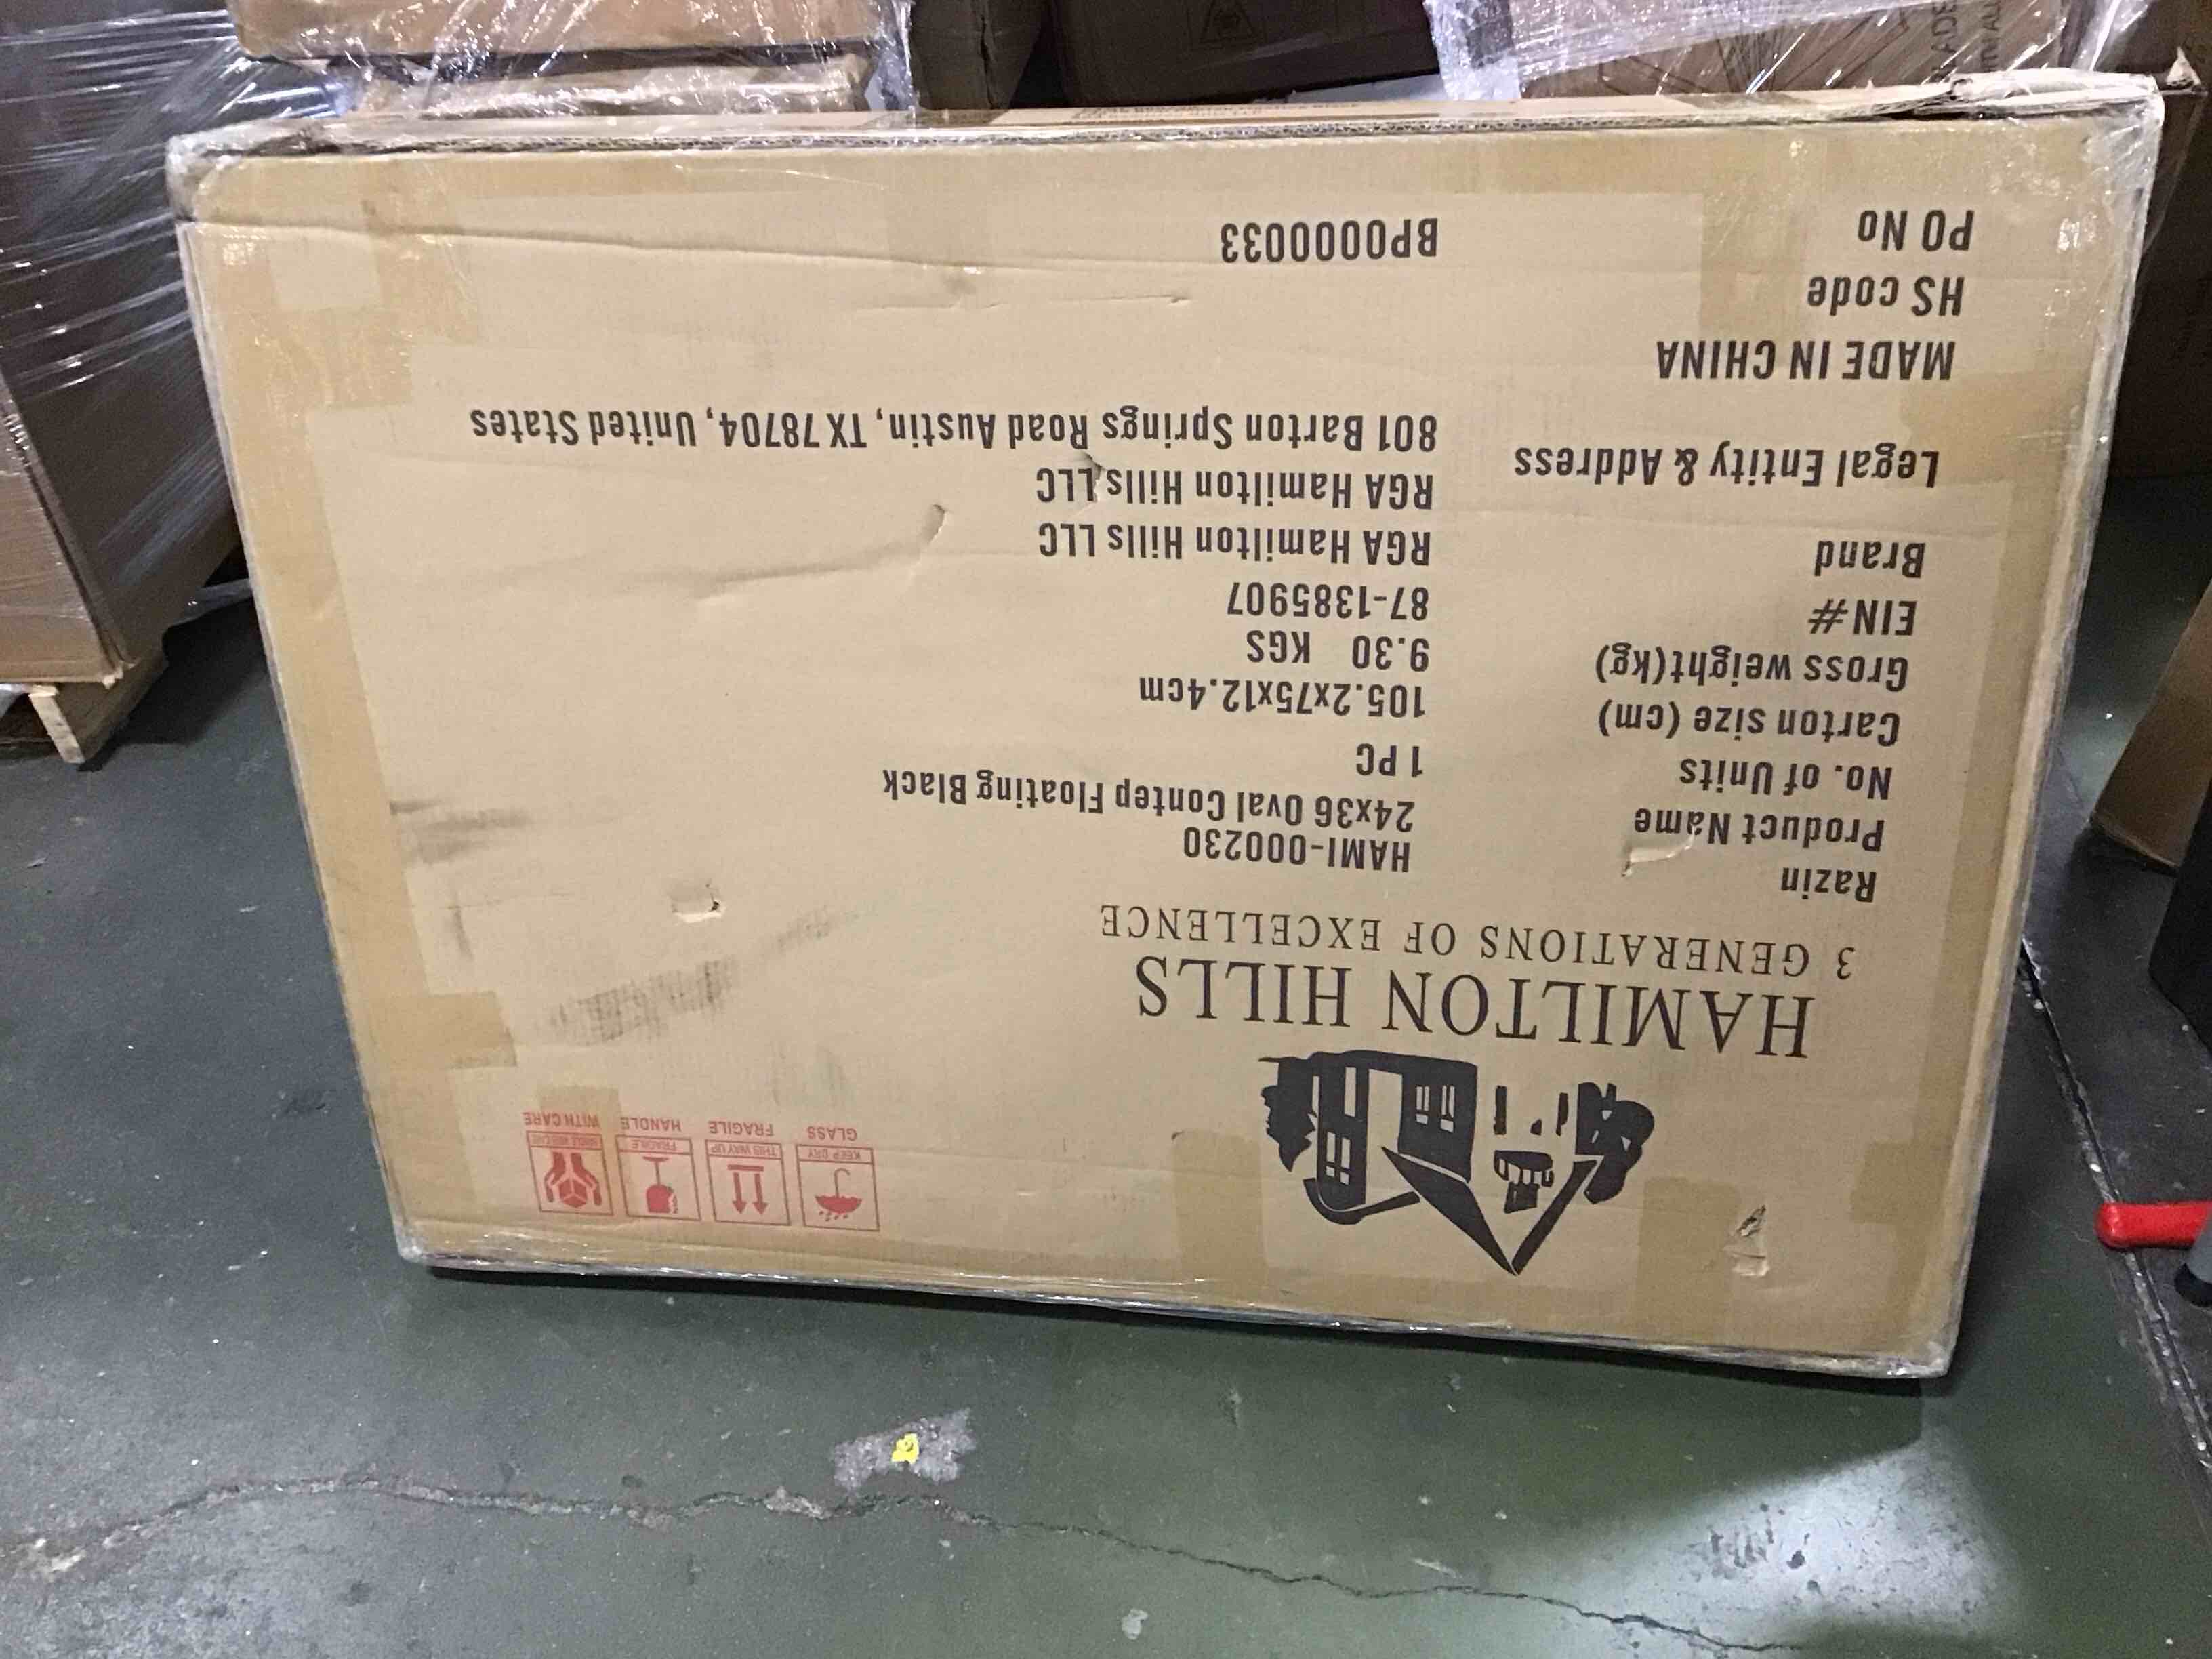 HAMILTON HILLS
3 GENERATIONS OF EXCELLENCE
Razin HAMI-000230
Product Name 24x36 Oval Contep Floating Black
No. of Units 1 PC
Carton size (cm) 105.2x75x12.4cm
Gross weight(kg) 9.30 KGS
EIN# 87-1385907
Brand RGA Hamilton Hills LLC
Legal Entity & Address RGA Hamilton Hills LLC
801 Barton Springs Road Austin, TX 78704, United States
MADE IN CHINA
HS code
PO No BP0000033
KEEP DRY
THIS WAY UP
FRAGILE
GLASS
FRAGILE
HANDLE
WITH CARE